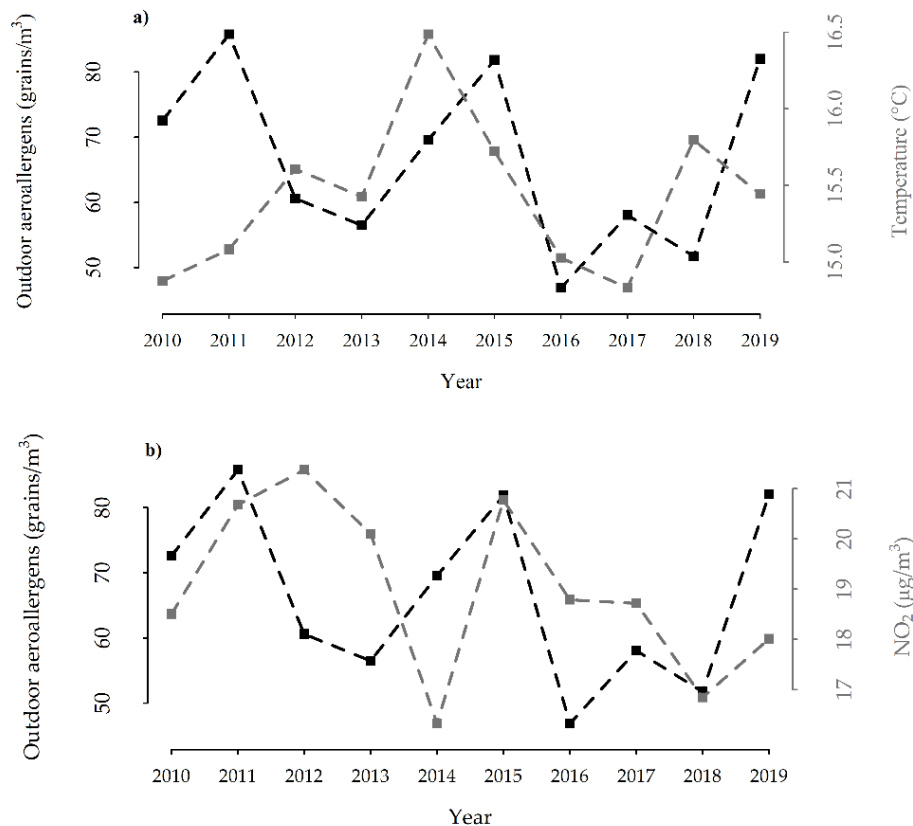 a)
Outdoor aeroallergens (grains/m³)
80
70
60
50
16.5
16.0
15.5
15.0
Temperature (°C)
2010 2011 2012 2013 2014 2015 2016 2017 2018 2019
Year
b)
Outdoor aeroallergens (grains/m³)
80
70
60
50
21
20
19
18
17
NO₂ (µg/m³)
2010 2011 2012 2013 2014 2015 2016 2017 2018 2019
Year